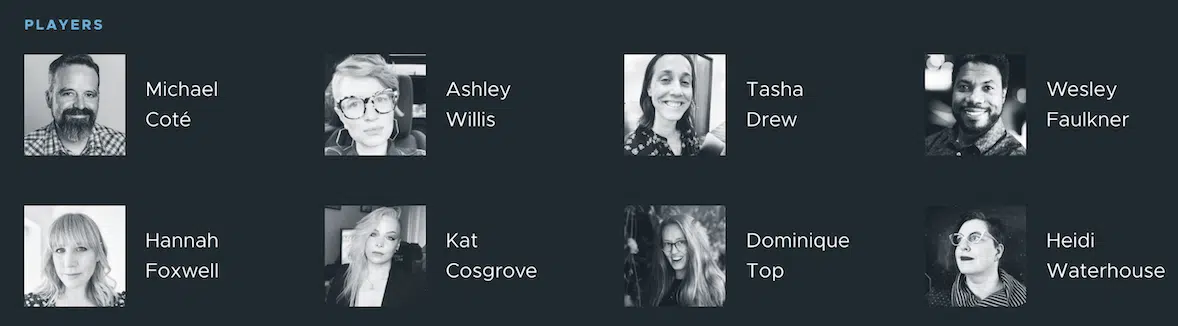 PLAYERS
Michael
Coté
Ashley
Willis
Tasha
Drew
Wesley
Faulkner
Hannah
Foxwell
Kat
Cosgrove
Dominique
Top
Heidi
Waterhouse